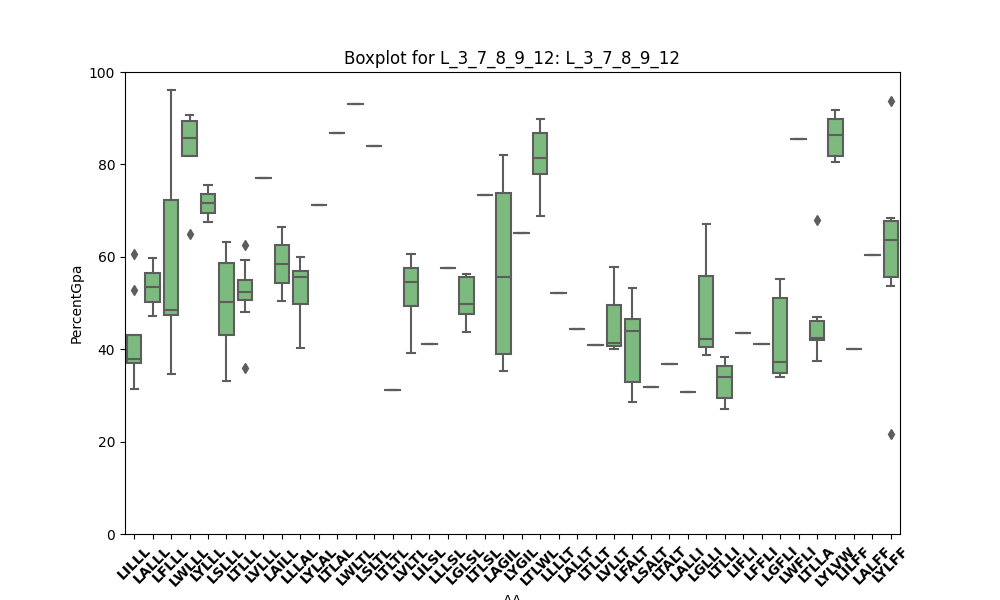 Boxplot for L_3_7_8_9_12: L_3_7_8_9_12
PercentGpa
100
80
60
40
20
0
LILLL
LALLL
LFLLL
LWLLL
LYLLL
LSLLL
LTLLL
LVLLL
LAILL
LLLAL
LYLAL
LTLAL
LWLTL
LSLTL
LTLTL
LVLTL
LILSL
LLLSL
LGLSL
LTLSL
LAGIL
LYGIL
LTLWL
LLLLT
LALLT
LTLLT
LVLLT
LFALT
LSALT
LTALT
LALLI
LGLLI
LTLLI
LIFLI
LFFLI
LGFLI
LWFLI
LTLLA
LYLVW
LILFF
LALFF
LYLFF
AA